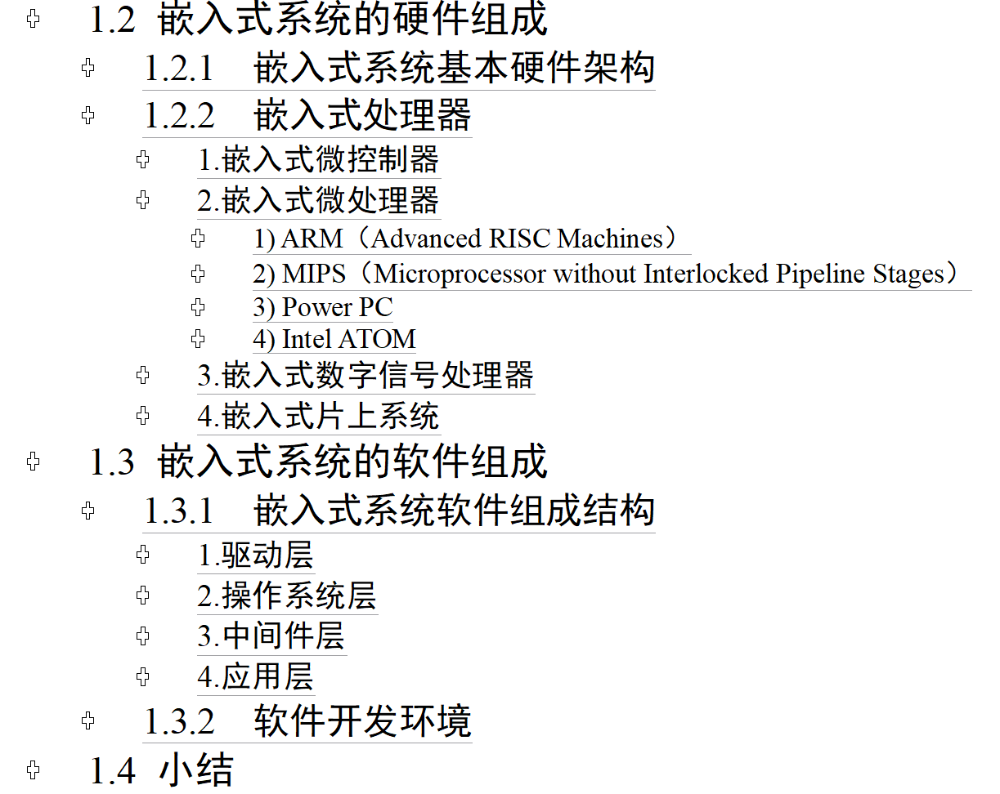 1.2 嵌入式系统的硬件组成
1.2.1 嵌入式系统基本硬件架构
1.2.2 嵌入式处理器
1.嵌入式微控制器
2.嵌入式微处理器
1) ARM（Advanced RISC Machines）
2) MIPS（Microprocessor without Interlocked Pipeline Stages）
3) Power PC
4) Intel ATOM
3.嵌入式数字信号处理器
4.嵌入式片上系统
1.3 嵌入式系统的软件组成
1.3.1 嵌入式系统软件组成结构
1.驱动层
2.操作系统层
3.中间件层
4.应用层
1.3.2 软件开发环境
1.4 小结